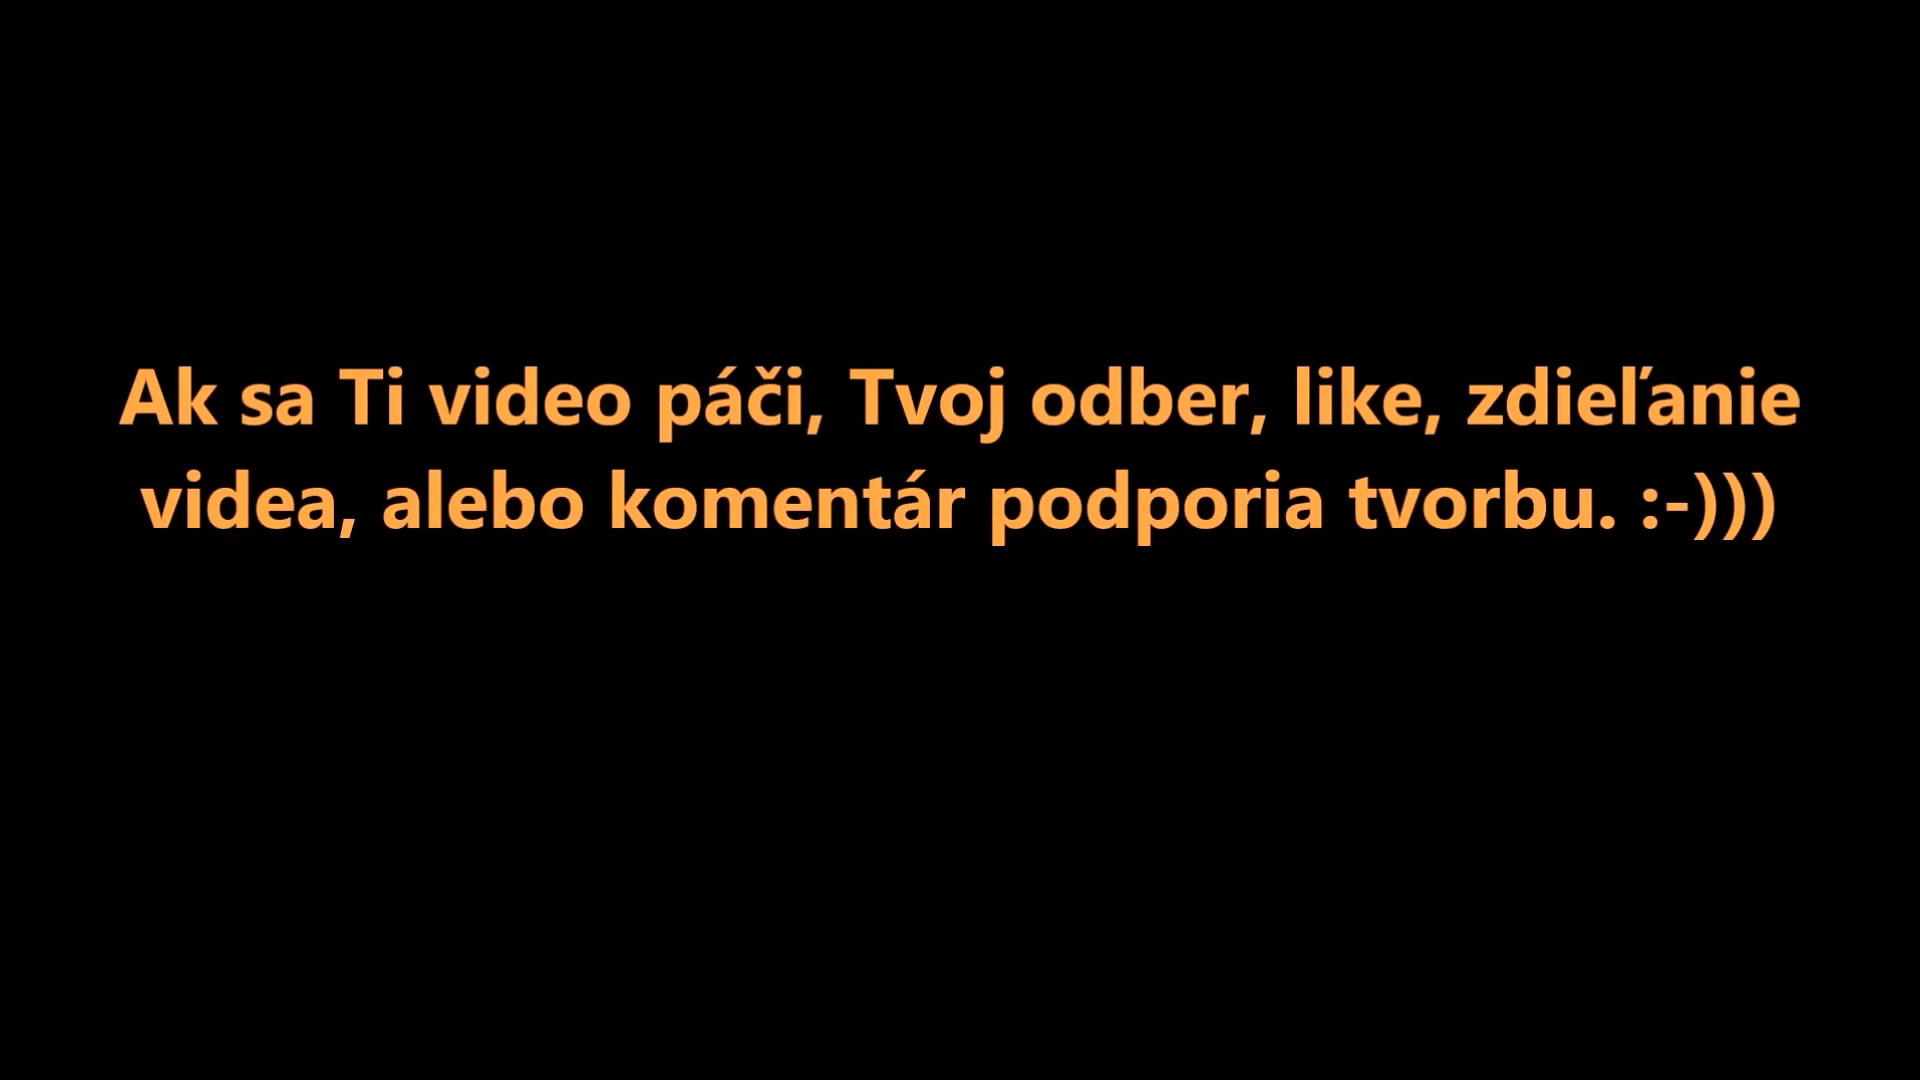 Ak sa Ti video páči, Tvoj odber, like, zdieľanie
videa, alebo komentár podporia tvorbu. :-)))